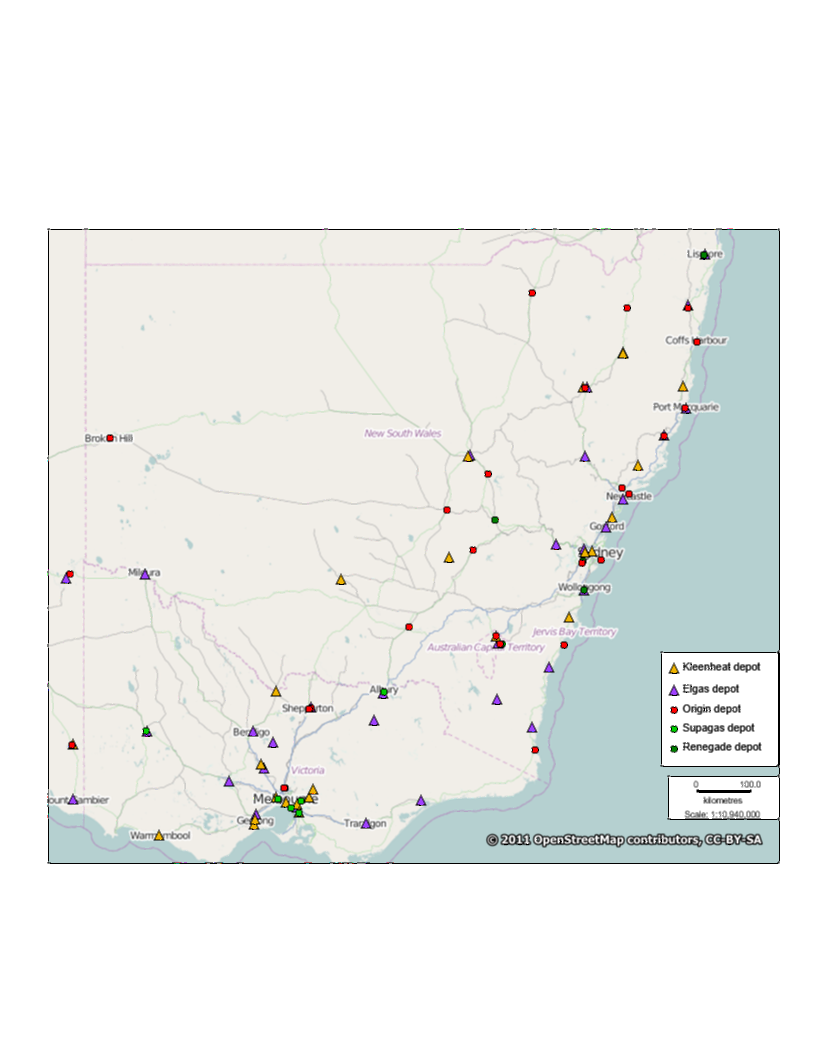 Lismore
Coffs Harbour
Port Macquarie
New South Wales
Broken Hill
Newcastle
Gosford
Sydney
Mildura
Wollongong
Jervis Bay Territory
Australian Capital Territory
Albury
Shepparton
Bendigo
Victoria
Melbourne
ount Gambier
Geelong
Traralgon
Warrnambool
Kleenheat depot
Elgas depot
Origin depot
Supagas depot
Renegade depot
0 100.0
kilometres
Scale: 1:10,940,000
© 2011 OpenStreetMap contributors, CC-BY-SA